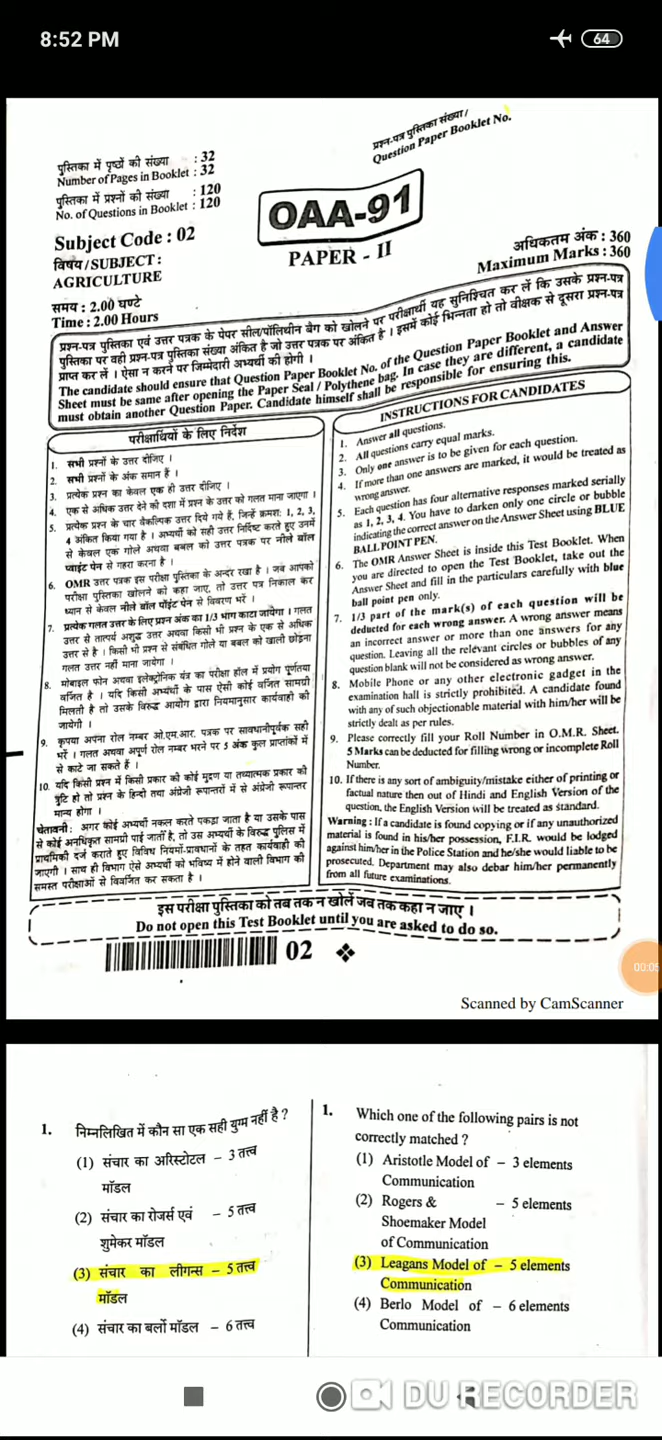 8:52 PM
64
प्रश्न-पत्र पुस्तिका संख्या /
Question Paper Booklet No.
पुस्तिका में पृष्ठों की संख्या : 32
Number of Pages in Booklet : 32
पुस्तिका में प्रश्नों की संख्या : 120
No. of Questions in Booklet : 120
OAA-91
PAPER - II
Subject Code : 02
विषय / SUBJECT :
AGRICULTURE
समय : 2.00 घण्टे
Time : 2.00 Hours
अधिकतम अंक : 360
Maximum Marks : 360
प्रश्न-पत्र पुस्तिका एवं उत्तर पत्रक के पेपर सील/पॉलिथीन बैग को खोलने पर परीक्षार्थी यह सुनिश्चित कर लें कि उसके प्रश्न-पत्र
पुस्तिका पर वही प्रश्न-पत्र पुस्तिका संख्या अंकित है जो उत्तर पत्रक पर अंकित है । इसमें कोई भिन्नता हो तो वीक्षक से दूसरा प्रश्न-पत्र
प्राप्त कर लें । ऐसा न करने पर जिम्मेदारी अभ्यर्थी की होगी ।
The candidate should ensure that Question Paper Booklet No. of the Question Paper Booklet and Answer
Sheet must be same after opening the Paper Seal / Polythene bag. In case they are different, a candidate
must obtain another Question Paper. Candidate himself shall be responsible for ensuring this.
परीक्षार्थियों के लिए निर्देश
1. सभी प्रश्नों के उत्तर दीजिए ।
2. सभी प्रश्नों के अंक समान हैं ।
3. प्रत्येक प्रश्न का केवल एक ही उत्तर दीजिए ।
4. एक से अधिक उत्तर देने की दशा में प्रश्न के उत्तर को गलत माना जाएगा ।
5. प्रत्येक प्रश्न के चार वैकल्पिक उत्तर दिये गये हैं, जिन्हें क्रमशः 1, 2, 3,
4 अंकित किया गया है । अभ्यर्थी को सही उत्तर निर्दिष्ट करते हुए उनमें
से केवल एक गोले अथवा बबल को उत्तर पत्रक पर नीले बॉल
प्वाइंट पेन से गहरा करना है ।
6. OMR उत्तर पत्रक इस परीक्षा पुस्तिका के अन्दर रखा है । जब आपको
परीक्षा पुस्तिका खोलने को कहा जाए, तो उत्तर पत्र निकाल कर
ध्यान से केवल नीले बॉल पॉइंट पेन से विवरण भरें ।
7. प्रत्येक गलत उत्तर के लिए प्रश्न अंक का 1/3 भाग काटा जायेगा । गलत
उत्तर से तात्पर्य अशुद्ध उत्तर अथवा किसी भी प्रश्न के एक से अधिक
उत्तर से है । किसी भी प्रश्न से संबंधित गोले या बबल को खाली छोड़ना
गलत उत्तर नहीं माना जायेगा ।
8. मोबाइल फोन अथवा इलेक्ट्रोनिक यंत्र का परीक्षा हॉल में प्रयोग पूर्णतया
वर्जित है । यदि किसी अभ्यर्थी के पास ऐसी कोई वर्जित सामग्री
मिलती है तो उसके विरुद्ध आयोग द्वारा नियमानुसार कार्यवाही की
जायेगी ।
9. कृपया अपना रोल नम्बर ओ.एम.आर. पत्रक पर सावधानीपूर्वक सही
भरें । गलत अथवा अपूर्ण रोल नम्बर भरने पर 5 अंक कुल प्राप्तांकों में
से काटे जा सकते हैं ।
10. यदि किसी प्रश्न में किसी प्रकार की कोई मुद्रण या तथ्यात्मक प्रकार की
त्रुटि हो तो प्रश्न के हिन्दी तथा अंग्रेजी रूपान्तरों में से अंग्रेजी रूपान्तर
मान्य होगा ।
चेतावनी : अगर कोई अभ्यर्थी नकल करते पकड़ा जाता है या उसके पास
से कोई अनधिकृत सामग्री पाई जाती है, तो उस अभ्यर्थी के विरुद्ध पुलिस में
प्राथमिकी दर्ज कराते हुए विविध नियमों-प्रावधानों के तहत कार्यवाही की
जाएगी । साथ ही विभाग ऐसे अभ्यर्थी को भविष्य में होने वाली विभाग की
समस्त परीक्षाओं से विवर्जित कर सकता है ।
INSTRUCTIONS FOR CANDIDATES
1. Answer all questions.
2. All questions carry equal marks.
3. Only one answer is to be given for each question.
4. If more than one answers are marked, it would be treated as
wrong answer.
5. Each question has four alternative responses marked serially
as 1, 2, 3, 4. You have to darken only one circle or bubble
indicating the correct answer on the Answer Sheet using BLUE
BALL POINT PEN.
6. The OMR Answer Sheet is inside this Test Booklet. When
you are directed to open the Test Booklet, take out the
Answer Sheet and fill in the particulars carefully with blue
ball point pen only.
7. 1/3 part of the mark(s) of each question will be
deducted for each wrong answer. A wrong answer means
an incorrect answer or more than one answers for any
question. Leaving all the relevant circles or bubbles of any
question blank will not be considered as wrong answer.
8. Mobile Phone or any other electronic gadget in the
examination hall is strictly prohibited. A candidate found
with any of such objectionable material with him/her will be
strictly dealt as per rules.
9. Please correctly fill your Roll Number in O.M.R. Sheet.
5 Marks can be deducted for filling wrong or incomplete Roll
Number.
10. If there is any sort of ambiguity/mistake either of printing or
factual nature then out of Hindi and English Version of the
question, the English Version will be treated as standard.
Warning : If a candidate is found copying or if any unauthorized
material is found in his/her possession, F.I.R. would be lodged
against him/her in the Police Station and he/she would liable to be
prosecuted. Department may also debar him/her permanently
from all future examinations.
इस परीक्षा पुस्तिका को तब तक न खोलें जब तक कहा न जाए ।
Do not open this Test Booklet until you are asked to do so.
02
00:05
Scanned by CamScanner
1. निम्नलिखित में कौन सा एक सही युग्म नहीं है ?
(1) संचार का अरिस्टोटल – 3 तत्त्व
मॉडल
(2) संचार का रोजर्स एवं – 5 तत्त्व
शुमेकर मॉडल
(3) संचार का लीगन्स – 5 तत्त्व
मॉडल
(4) संचार का बर्लो मॉडल – 6 तत्त्व
1. Which one of the following pairs is not
correctly matched ?
(1) Aristotle Model of – 3 elements
Communication
(2) Rogers & – 5 elements
Shoemaker Model
of Communication
(3) Leagans Model of – 5 elements
Communication
(4) Berlo Model of – 6 elements
Communication
DU RECORDER